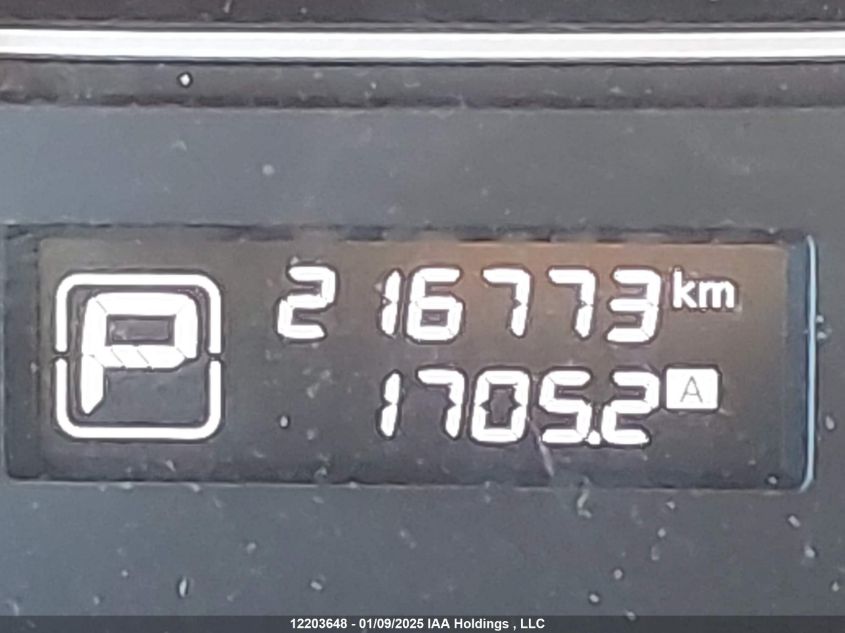 P
216773 km
1705.2 A
12203648 - 01/09/2025 IAA Holdings , LLC